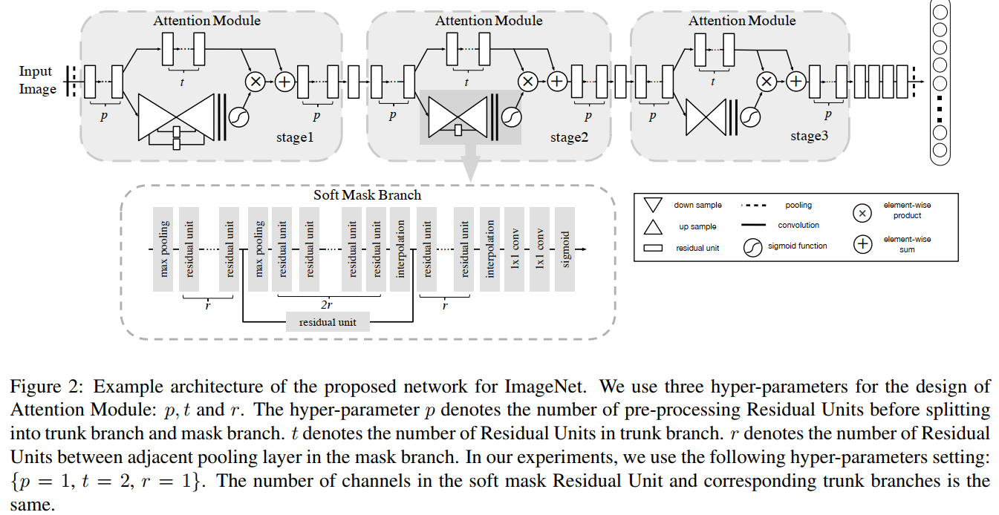 Attention Module
Attention Module
Attention Module
Input
Image
t
t
t
p
p
p
p
p
p
stage1
stage2
stage3
Soft Mask Branch
max pooling
residual unit
residual unit
max pooling
residual unit
residual unit
residual unit
residual unit
interpolation
residual unit
residual unit
interpolation
1x1 conv
1x1 conv
sigmoid
r
2r
r
residual unit
down sample
pooling
element-wise
product
up sample
convolution
residual unit
sigmoid function
element-wise
sum
Figure 2: Example architecture of the proposed network for ImageNet. We use three hyper-parameters for the design of
Attention Module: p, t and r. The hyper-parameter p denotes the number of pre-processing Residual Units before splitting
into trunk branch and mask branch. t denotes the number of Residual Units in trunk branch. r denotes the number of Residual
Units between adjacent pooling layer in the mask branch. In our experiments, we use the following hyper-parameters setting:
{p = 1, t = 2, r = 1}. The number of channels in the soft mask Residual Unit and corresponding trunk branches is the
same.